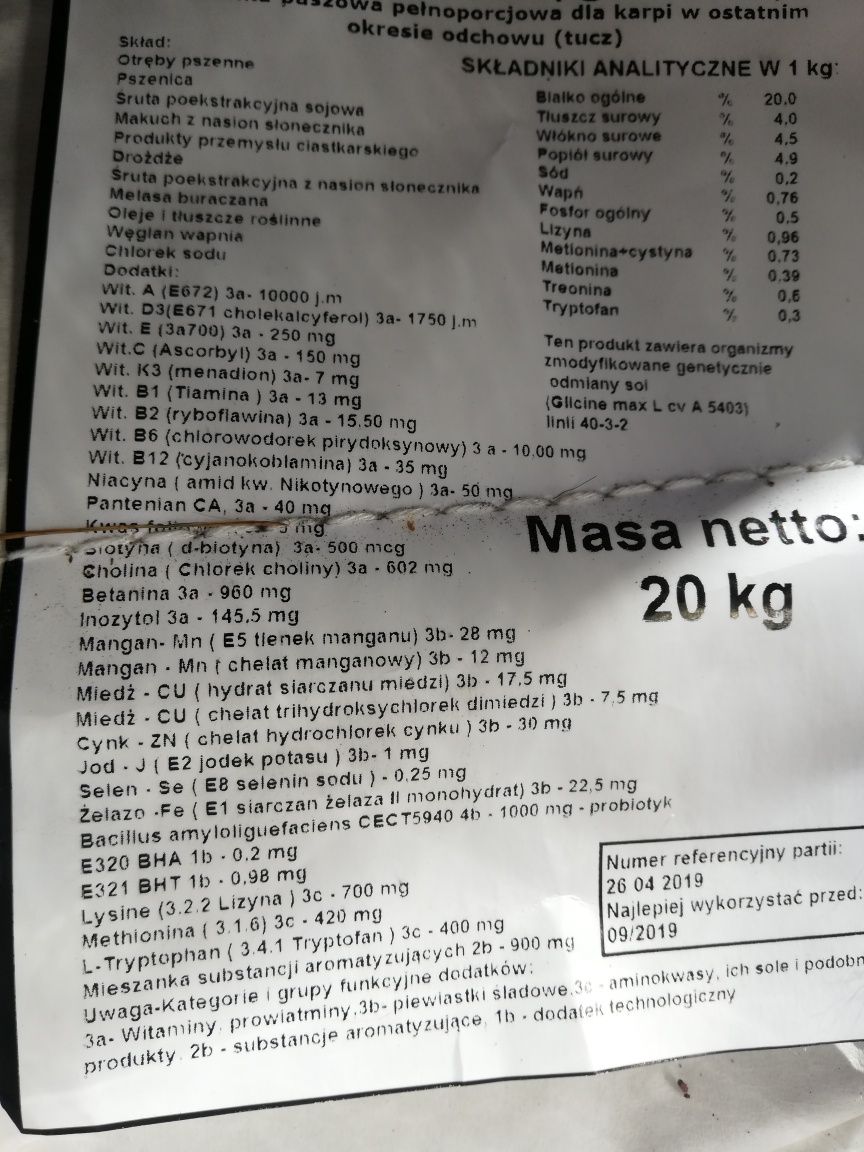 paszowa pełnoporcjowa dla karpi w ostatnim
okresie odchowu (tucz)
Skład:
Otręby pszenne
Pszenica
Śruta poekstrakcyjna sojowa
Makuch z nasion słonecznika
Produkty przemysłu ciastkarskiego
Drożdże
Śruta poekstrakcyjna z nasion słonecznika
Melasa buraczana
Oleje i tłuszcze roślinne
Węglan wapnia
Chlorek sodu
Dodatki:
Wit. A (E672) 3a- 10000 j.m
Wit. D3(E671 cholekalcyferol) 3a- 1750 j.m
Wit. E (3a700) 3a - 250 mg
Wit.C (Ascorbyl) 3a - 150 mg
Wit. K3 (menadion) 3a- 7 mg
Wit. B1 (Tiamina ) 3a - 13 mg
Wit. B2 (ryboflawina) 3a - 15,50 mg
Wit. B6 (chlorowodorek pirydoksynowy) 3 a - 10,00 mg
Wit. B12 (cyjanokoblamina) 3a - 35 mg
Niacyna ( amid kw. Nikotynowego ) 3a- 50 mg
Pantenian CA, 3a - 40 mg
Kwas mg
Biotyna ( d-biotyna) 3a- 500 mcg
Cholina ( Chlorek choliny) 3a - 602 mg
Betanina 3a - 960 mg
Inozytol 3a - 145,5 mg
Mangan- Mn ( E5 tlenek manganu) 3b- 28 mg
Mangan - Mn ( chelat manganowy) 3b - 12 mg
Miedź - CU ( hydrat siarczanu miedzi) 3b - 17,5 mg
Miedź - CU ( chelat trihydroksychlorek dimiedzi ) 3b - 7,5 mg
Cynk - ZN ( chelat hydrochlorek cynku ) 3b - 30 mg
Jod - J ( E2 jodek potasu ) 3b- 1 mg
Selen - Se ( E8 selenin sodu ) - 0,25 mg
Żelazo -Fe ( E1 siarczan żelaza II monohydrat) 3b - 22,5 mg
Bacillus amyloliguefaciens CECT5940 4b - 1000 mg - probiotyk
E320 BHA 1b - 0,2 mg
E321 BHT 1b - 0,98 mg
Lysine (3.2.2 Lizyna ) 3c - 700 mg
Methionina ( 3.1.6) 3c - 420 mg
L-Tryptophan ( 3.4.1 Tryptofan ) 3c - 400 mg
Mieszanka substancji aromatyzujących 2b - 900 mg
Uwaga-Kategorie i grupy funkcyjne dodatków:
3a- Witaminy, prowiatminy,3b- piewiastki śladowe,3c - aminokwasy, ich sole i podobn
produkty. 2b - substancje aromatyzujące, 1b - dodatek technologiczny
SKŁADNIKI ANALITYCZNE W 1 kg:
Białko ogólne % 20,0
Tłuszcz surowy % 4,0
Włókno surowe % 4,5
Popiół surowy % 4,9
Sód % 0,2
Wapń % 0,76
Fosfor ogólny % 0,5
Lizyna % 0,96
Metionina+cystyna % 0,73
Metionina % 0,39
Treonina % 0,6
Tryptofan % 0,3
Ten produkt zawiera organizmy
zmodyfikowane genetycznie
odmiany soi
(Glicine max L cv A 5403)
linii 40-3-2
Masa netto:
20 kg
Numer referencyjny partii:
26 04 2019
Najlepiej wykorzystać przed:
09/2019